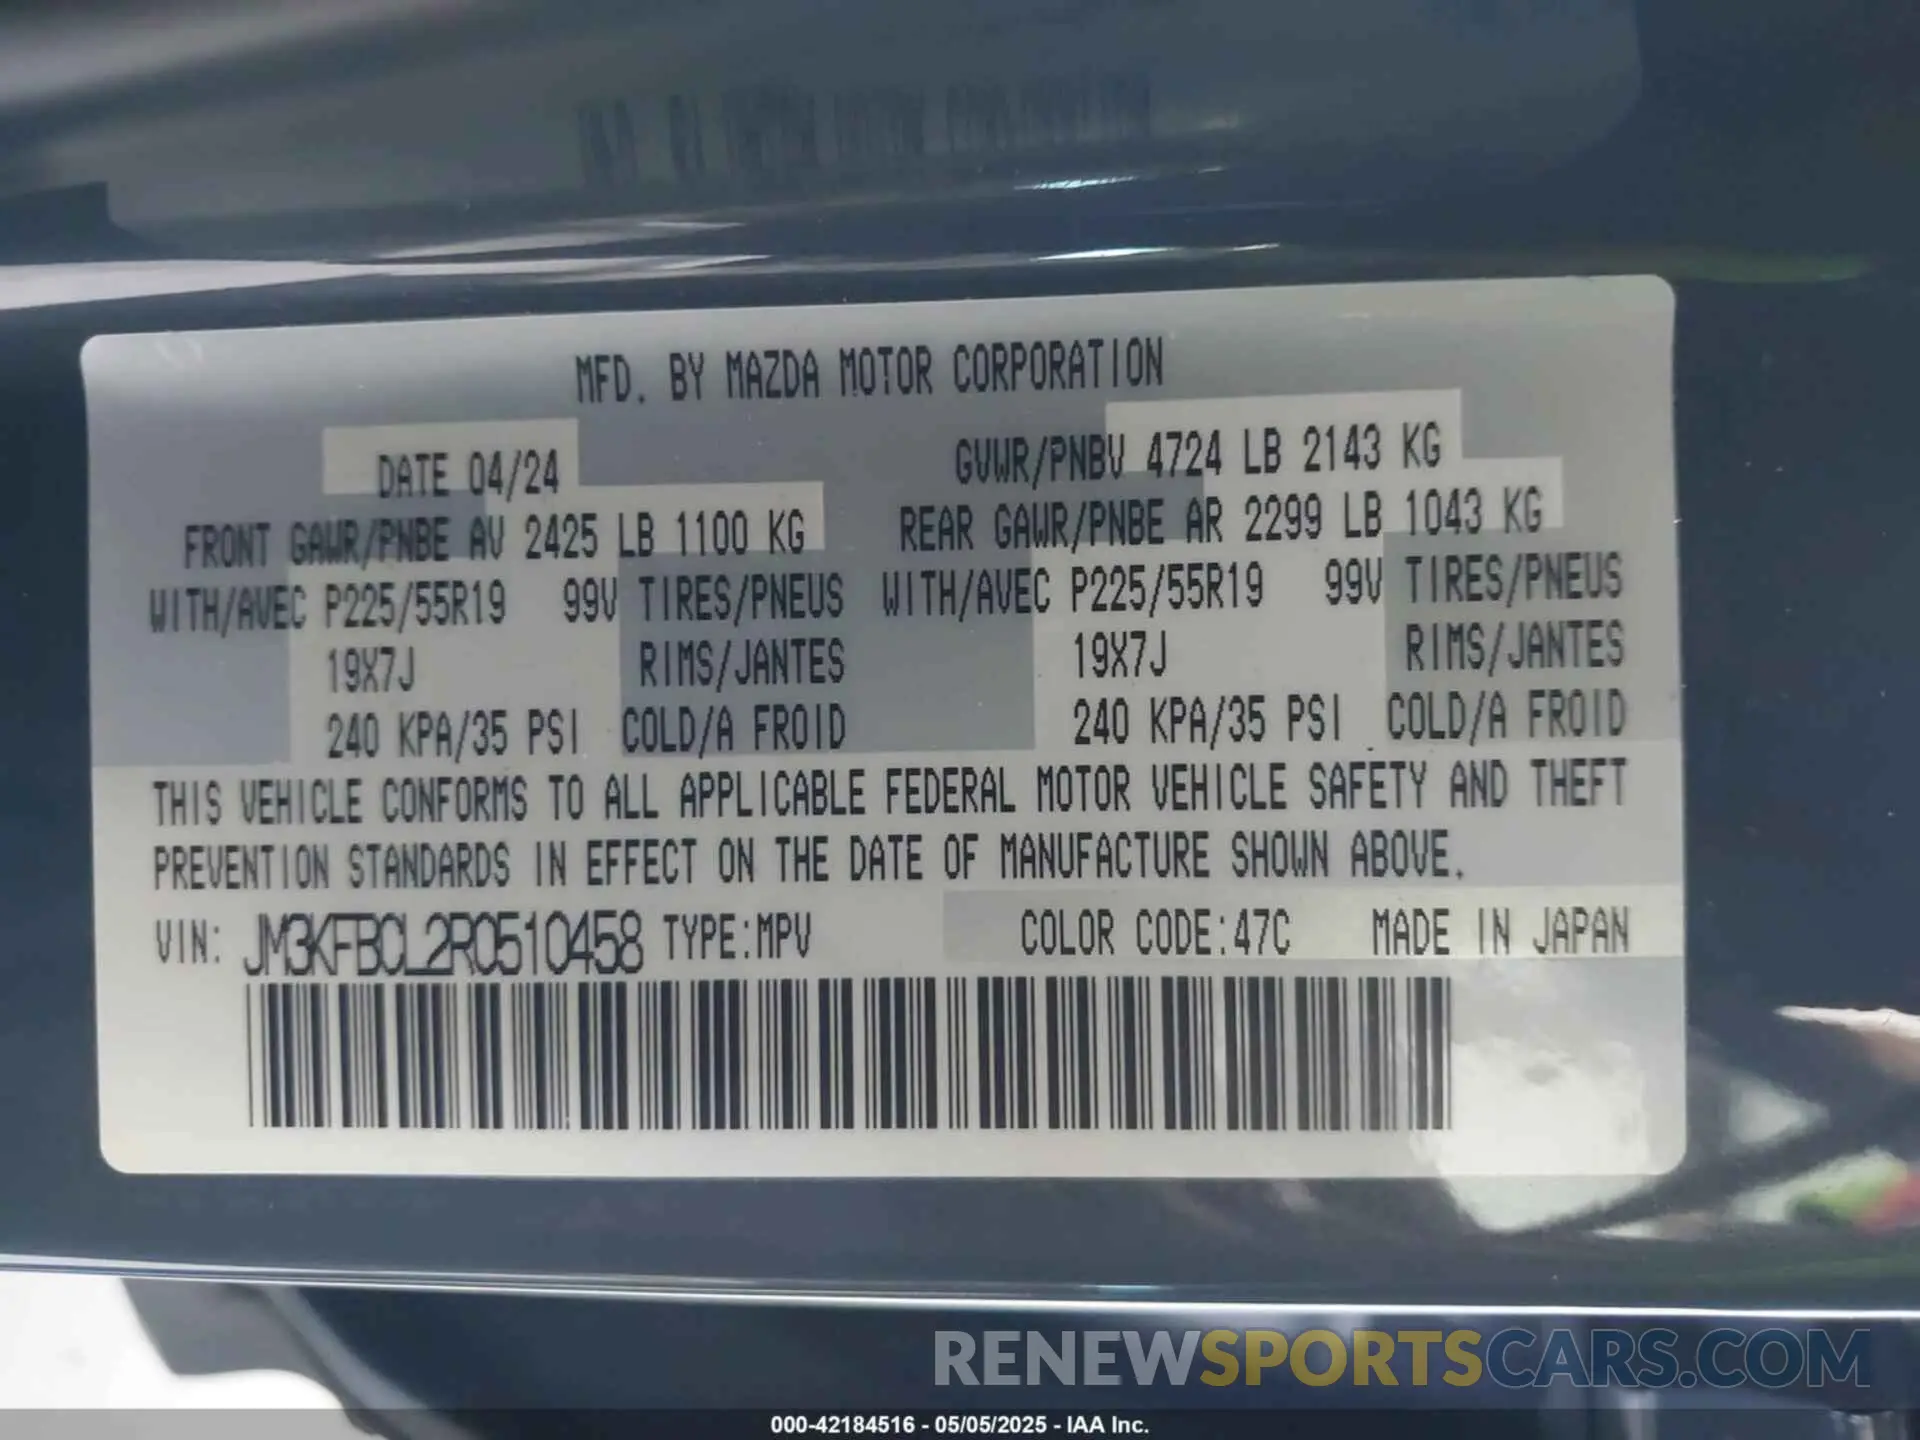 MFD. BY MAZDA MOTOR CORPORATION
DATE 04/24 GVWR/PNBV 4724 LB 2143 KG
FRONT GAWR/PNBE AV 2425 LB 1100 KG REAR GAWR/PNBE AR 2299 LB 1043 KG
WITH/AVEC P225/55R19 99V TIRES/PNEUS WITH/AVEC P225/55R19 99V TIRES/PNEUS
19X7J RIMS/JANTES 19X7J RIMS/JANTES
240 KPA/35 PSI COLD/A FROID 240 KPA/35 PSI COLD/A FROID
THIS VEHICLE CONFORMS TO ALL APPLICABLE FEDERAL MOTOR VEHICLE SAFETY AND THEFT
PREVENTION STANDARDS IN EFFECT ON THE DATE OF MANUFACTURE SHOWN ABOVE.
VIN: JM3KFBCL2R0510458 TYPE:MPV COLOR CODE:47C MADE IN JAPAN
RENEWSPORTSCARS.COM
000-42184516 - 05/05/2025 - IAA Inc.